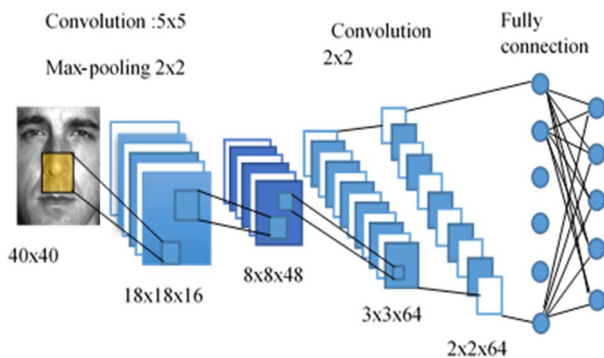 Convolution :5x5
Max-pooling 2x2
Convolution
2x2
Fully
connection
40x40
18x18x16
8x8x48
3x3x64
2x2x64